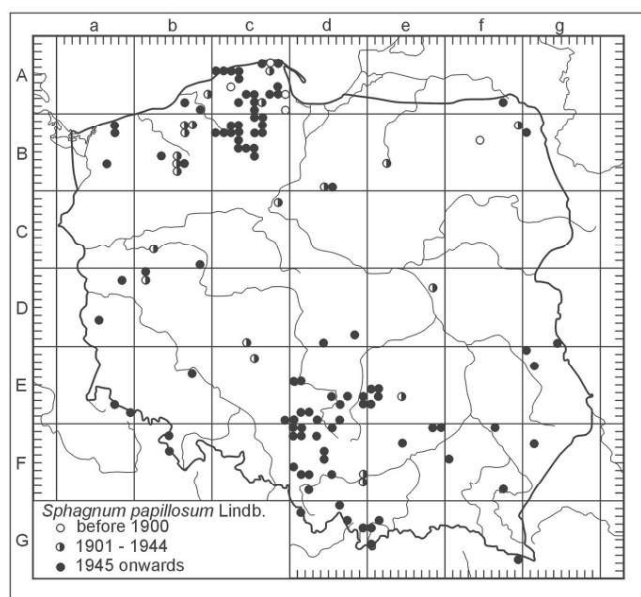 a b c d e f g
A
B
C
D
E
F
G
Sphagnum papillosum Lindb.
before 1900
1901 - 1944
1945 onwards